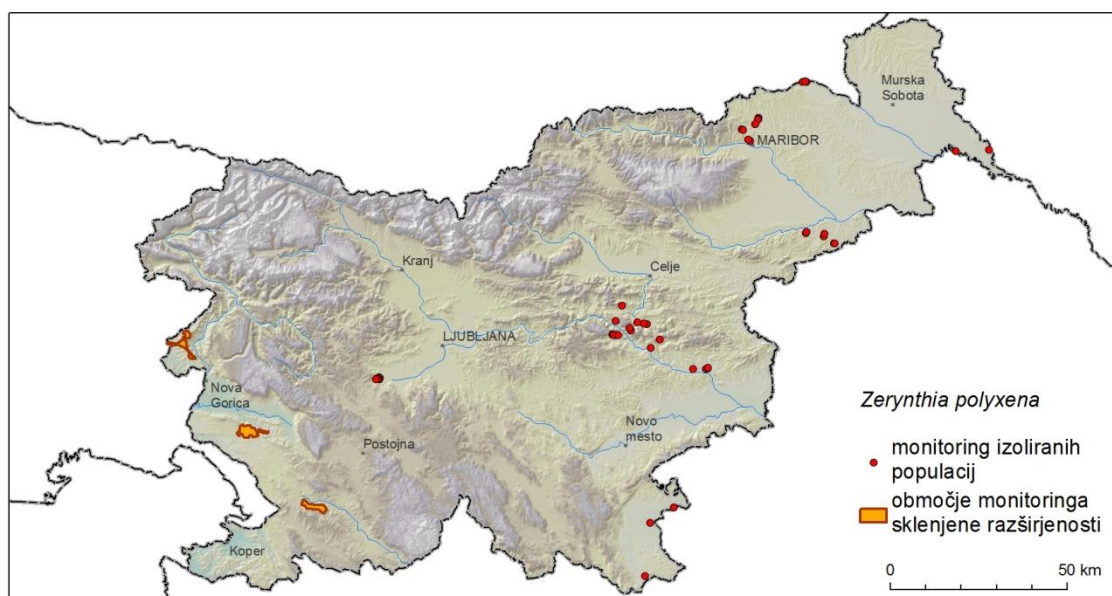 Murska
Sobota
MARIBOR
Celje
Kranj
LJUBLJANA
Nova
Gorica
Postojna
Novo
mesto
Koper
Zerynthia polyxena
monitoring izoliranih
populacij
območje monitoringa
sklenjene razširjenosti
0 50 km